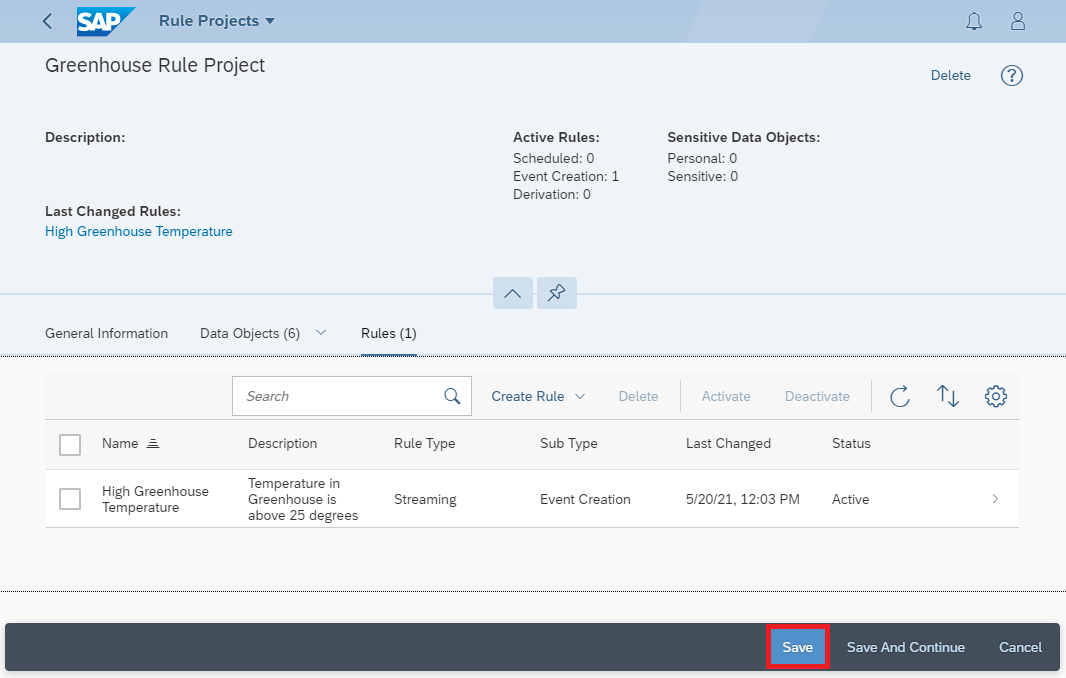 SAP Rule Projects
Greenhouse Rule Project
Delete
?
Description:
Active Rules:
Scheduled: 0
Event Creation: 1
Derivation: 0
Sensitive Data Objects:
Personal: 0
Sensitive: 0
Last Changed Rules:
High Greenhouse Temperature
General Information Data Objects (6) Rules (1)
Search Create Rule Delete Activate Deactivate
Name Description Rule Type Sub Type Last Changed Status
High Greenhouse
Temperature
Temperature in
Greenhouse is
above 25 degrees
Streaming
Event Creation
5/20/21, 12:03 PM
Active
Save Save And Continue Cancel